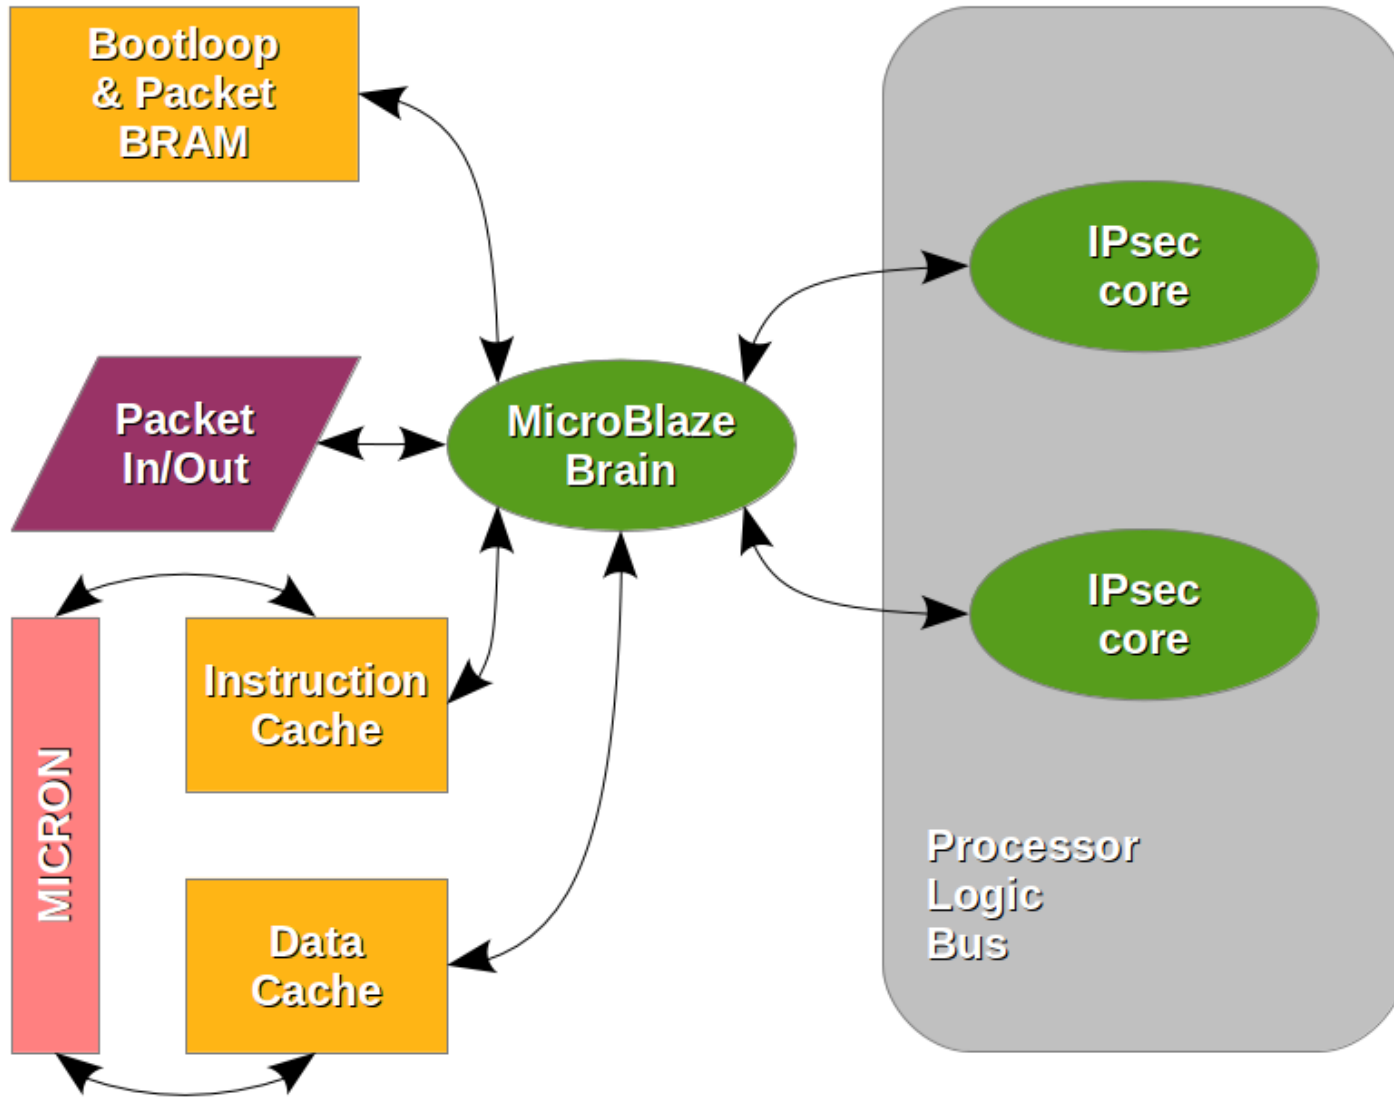 Bootloop
& Packet
BRAM
IPsec
core
Packet
In/Out
MicroBlaze
Brain
IPsec
core
Instruction
Cache
MICRON
Data
Cache
Processor
Logic
Bus